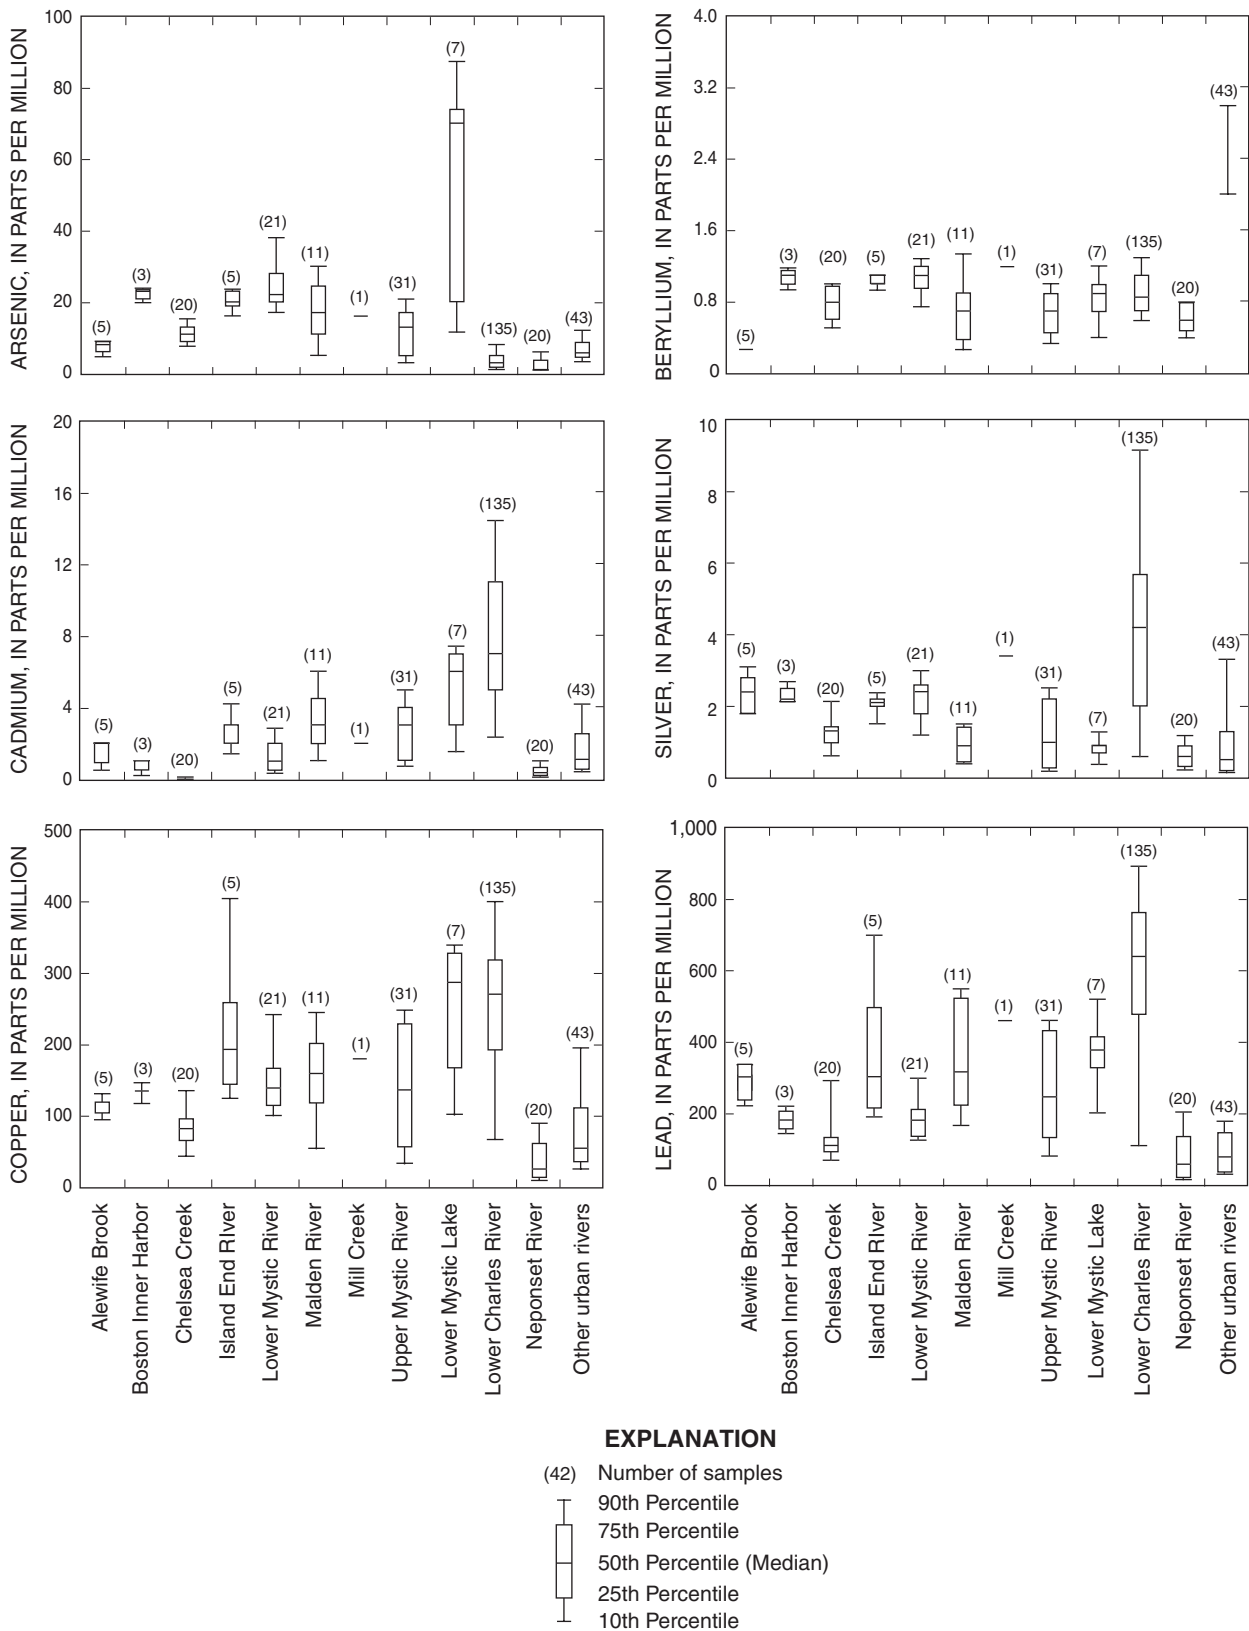 ARSENIC, IN PARTS PER MILLION
100
80
60
40
20
0
(5)
(3)
(20)
(5)
(21)
(11)
(1)
(31)
(7)
(135)
(20)
(43)
BERYLLIUM, IN PARTS PER MILLION
4.0
3.2
2.4
1.6
0.8
0
(5)
(3)
(20)
(5)
(21)
(11)
(1)
(31)
(7)
(135)
(20)
(43)
CADMIUM, IN PARTS PER MILLION
20
16
12
8
4
0
(5)
(3)
(20)
(5)
(21)
(11)
(1)
(31)
(7)
(135)
(20)
(43)
SILVER, IN PARTS PER MILLION
10
8
6
4
2
0
(5)
(3)
(20)
(5)
(21)
(11)
(1)
(31)
(7)
(135)
(20)
(43)
COPPER, IN PARTS PER MILLION
500
400
300
200
100
0
(5)
(3)
(20)
(5)
(21)
(11)
(1)
(31)
(7)
(135)
(20)
(43)
LEAD, IN PARTS PER MILLION
1,000
800
600
400
200
0
(5)
(3)
(20)
(5)
(21)
(11)
(1)
(31)
(7)
(135)
(20)
(43)
Alewife Brook
Boston Inner Harbor
Chelsea Creek
Island End RIver
Lower Mystic River
Malden River
Mill Creek
Upper Mystic River
Lower Mystic Lake
Lower Charles River
Neponset River
Other urban rivers
Alewife Brook
Boston Inner Harbor
Chelsea Creek
Island End RIver
Lower Mystic River
Malden River
Mill Creek
Upper Mystic River
Lower Mystic Lake
Lower Charles River
Neponset River
Other urban rivers
EXPLANATION
(42) Number of samples
90th Percentile
75th Percentile
50th Percentile (Median)
25th Percentile
10th Percentile